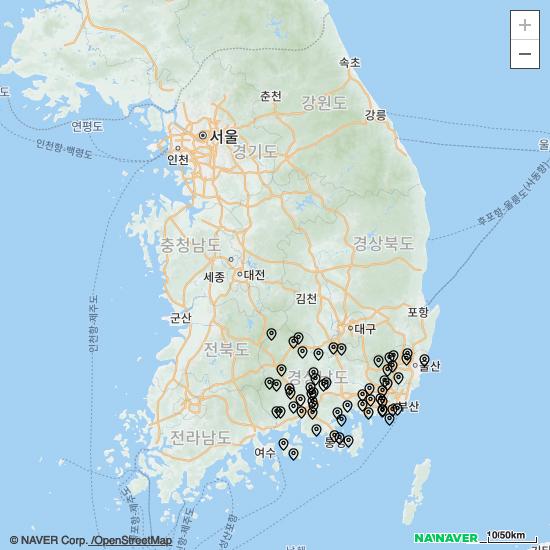 +
−
속초
춘천
강원도
강릉
도
연평도
서울
울
인천항-백령도
인천
경기도
후포항-울릉도(사동항)
충청남도
경상북도
세종
대전
김천
인천항-제주도
군산
포항
대구
전북도
울산
경상남도
부산
전라남도
여수
통영
© NAVER Corp. /OpenStreetMap
NAVER
10/50km